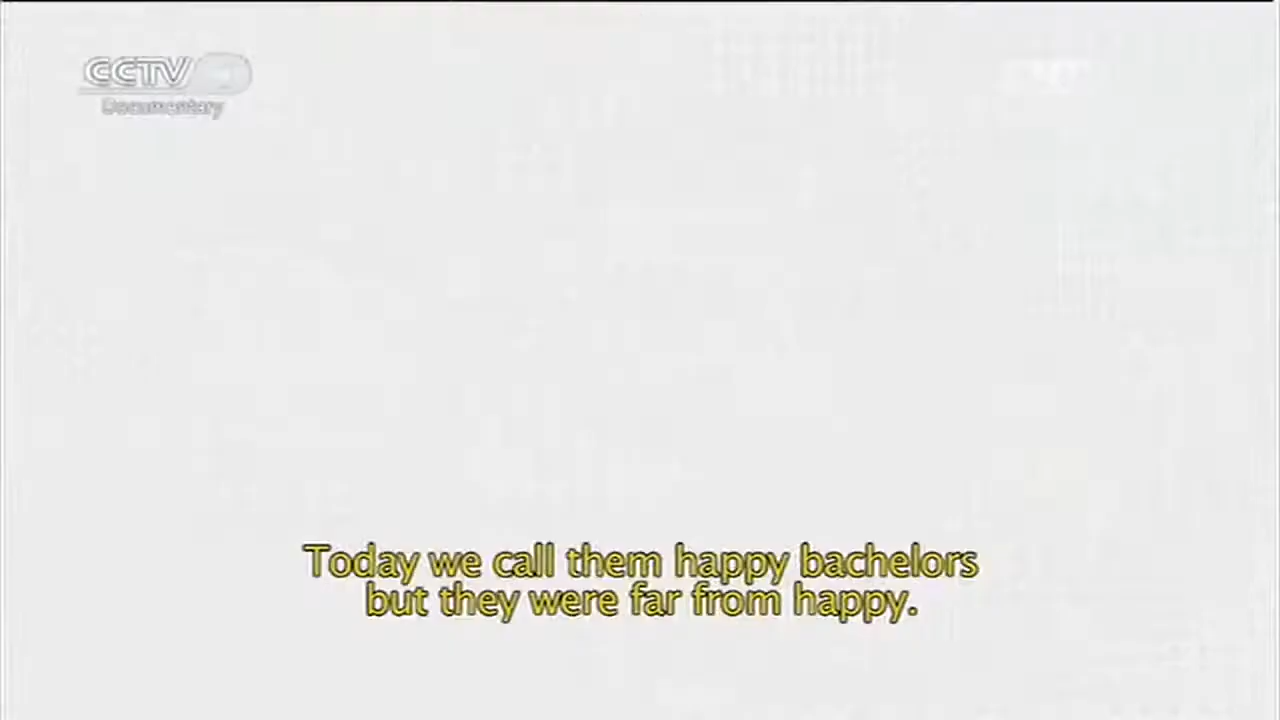 CCTV
Documentary
Today we call them happy bachelors
but they were far from happy.